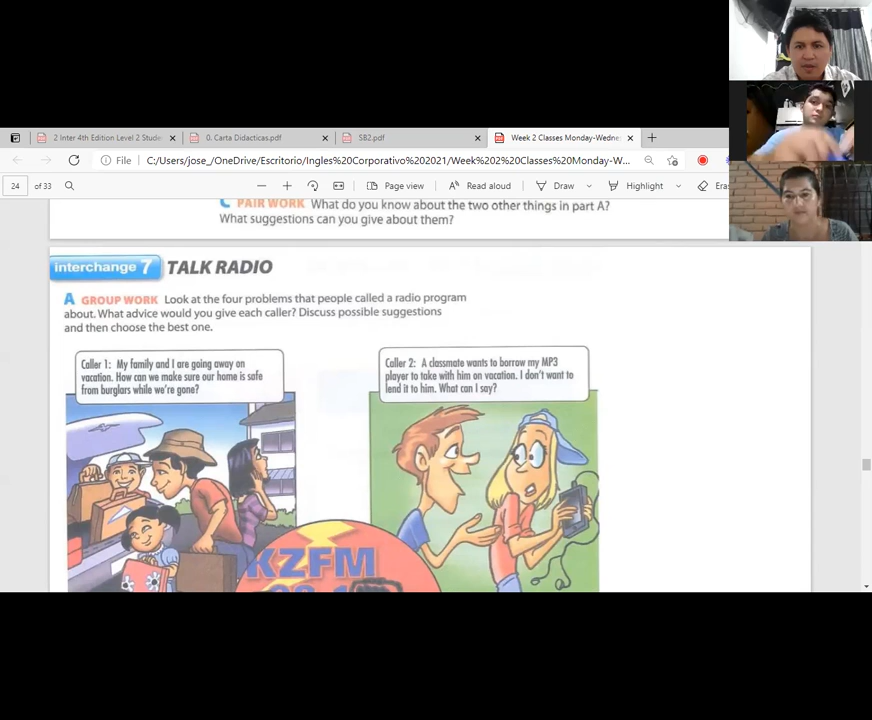 2 Inter 4th Edition Level 2 Stude
0. Carta Didacticas.pdf
SB2.pdf
Week 2 Classes Monday-Wedne
File
C:/Users/jose_/OneDrive/Escritorio/Ingles%20Corporativo%202021/Week%202%20Classes%20Monday-W...
24 of 33
Page view
Read aloud
Draw
Highlight
Eras
C PAIR WORK What do you know about the two other things in part A?
What suggestions can you give about them?
interchange 7 TALK RADIO
A GROUP WORK Look at the four problems that people called a radio program
about. What advice would you give each caller? Discuss possible suggestions
and then choose the best one.
Caller 1: My family and I are going away on
vacation. How can we make sure our home is safe
from burglars while we're gone?
Caller 2: A classmate wants to borrow my MP3
player to take with him on vacation. I don't want to
lend it to him. What can I say?
KZFM